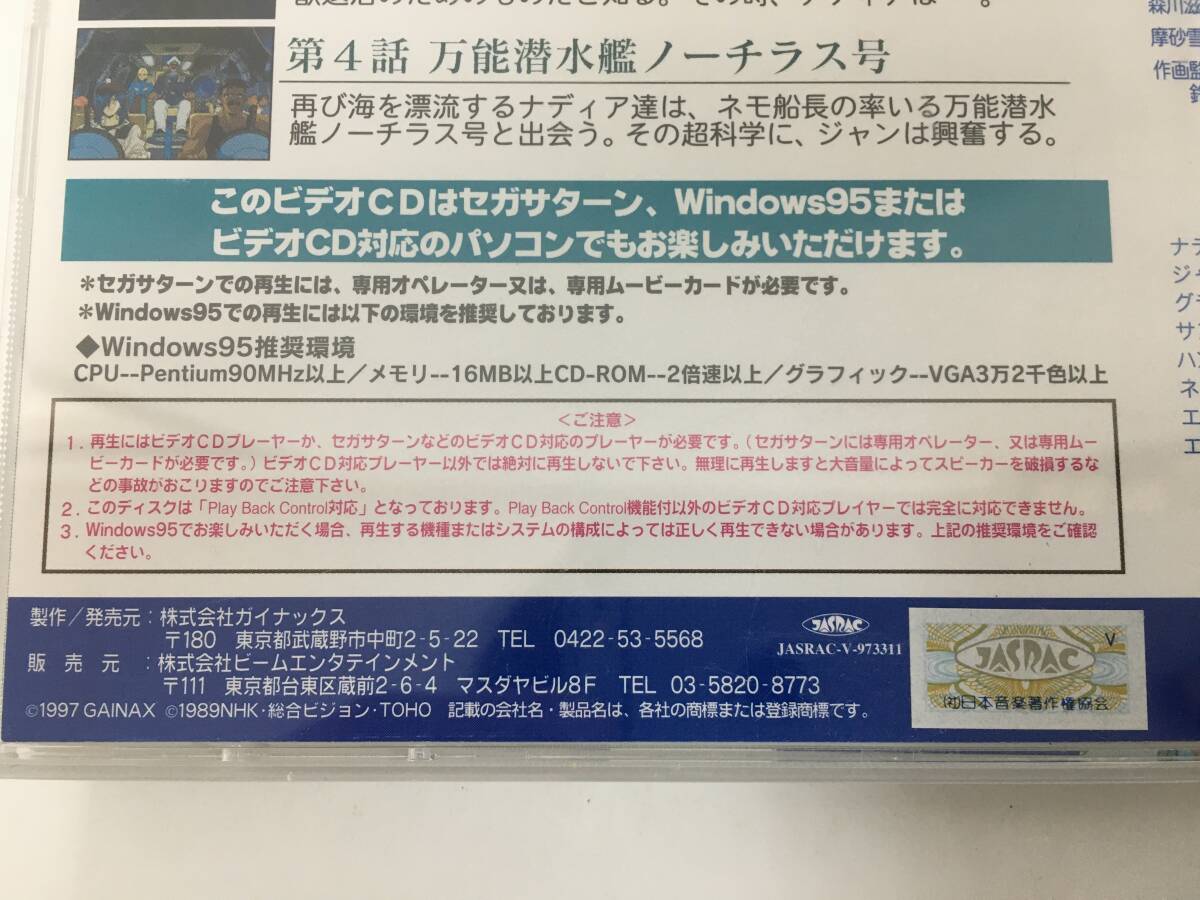 第4話 万能潜水艦ノーチラス号
再び海を漂流するナディア達は、ネモ船長の率いる万能潜水
艦ノーチラス号と出会う。その超科学に、ジャンは興奮する。
森川滋
摩砂雪
作画監
このビデオCDはセガサターン、Windows95または
ビデオCD対応のパソコンでもお楽しみいただけます。
＊セガサターンでの再生には、専用オペレーター又は、専用ムービーカードが必要です。
＊Windows95での再生には以下の環境を推奨しております。
◆Windows95推奨環境
CPU--Pentium90MHz以上／メモリ--16MB以上CD-ROM--2倍速以上／グラフィック--VGA3万2千色以上
ナデ
ジャ
グラ
サン
ハン
ネ
エ
エ
＜ご注意＞
1．再生にはビデオCDプレーヤーか、セガサターンなどのビデオCD対応のプレーヤーが必要です。（セガサターンには専用オペレーター、又は専用ムー
ビーカードが必要です。）ビデオCD対応プレーヤー以外では絶対に再生しないで下さい。無理に再生しますと大音量によってスピーカーを破損するな
どの事故がおこりますのでご注意下さい。
2．このディスクは「Play Back Control対応」となっております。Play Back Control機能付以外のビデオCD対応プレイヤーでは完全に対応できません。
3．Windows95でお楽しみいただく場合、再生する機種またはシステムの構成によっては正しく再生できない場合があります。上記の推奨環境をご確認
ください。
製作／発売元：株式会社ガイナックス
〒180 東京都武蔵野市中町2-5-22 TEL 0422-53-5568
販売元：株式会社ビームエンタテインメント
〒111 東京都台東区蔵前2-6-4 マスダヤビル8F TEL 03-5820-8773
©1997 GAINAX ©1989NHK・総合ビジョン・TOHO 記載の会社名・製品名は、各社の商標または登録商標です。
JASRAC
JASRAC-V-973311
V
JASRAC
(社)日本音楽著作権協会